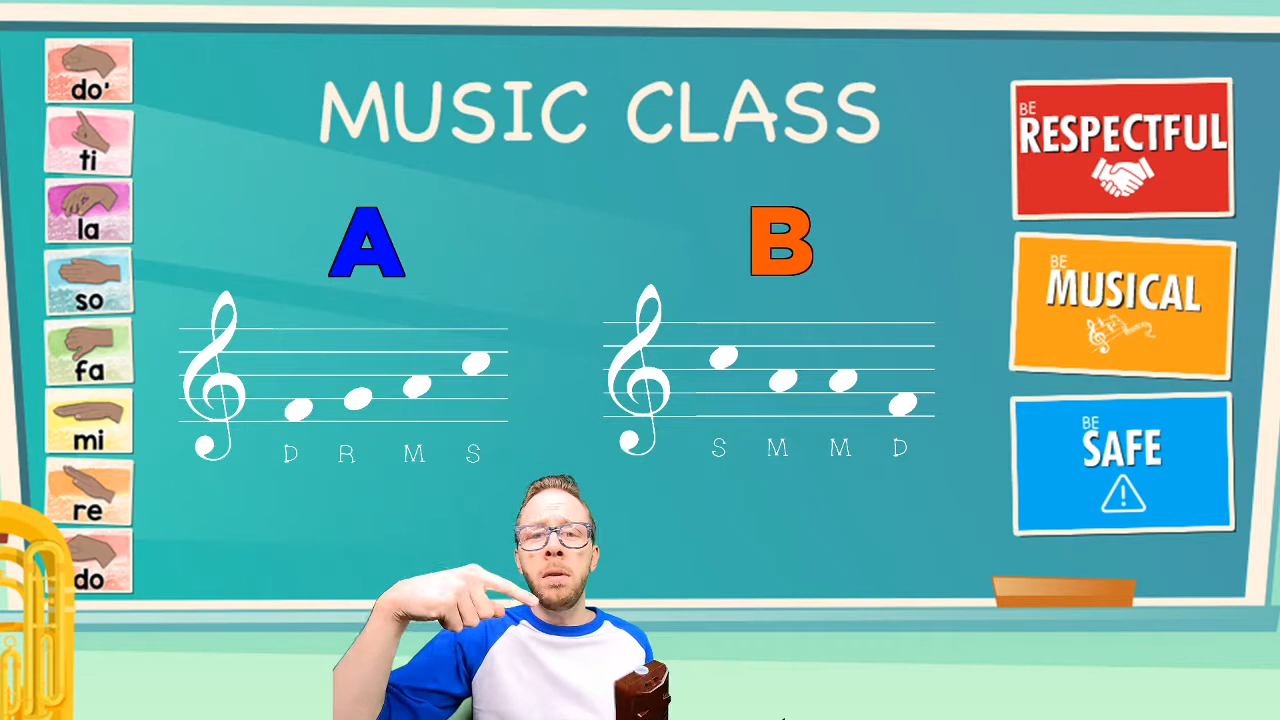 MUSIC CLASS
do'
ti
la
so
fa
mi
re
do
A
D R M S
B
S M M D
BE
RESPECTFUL
BE
MUSICAL
BE
SAFE